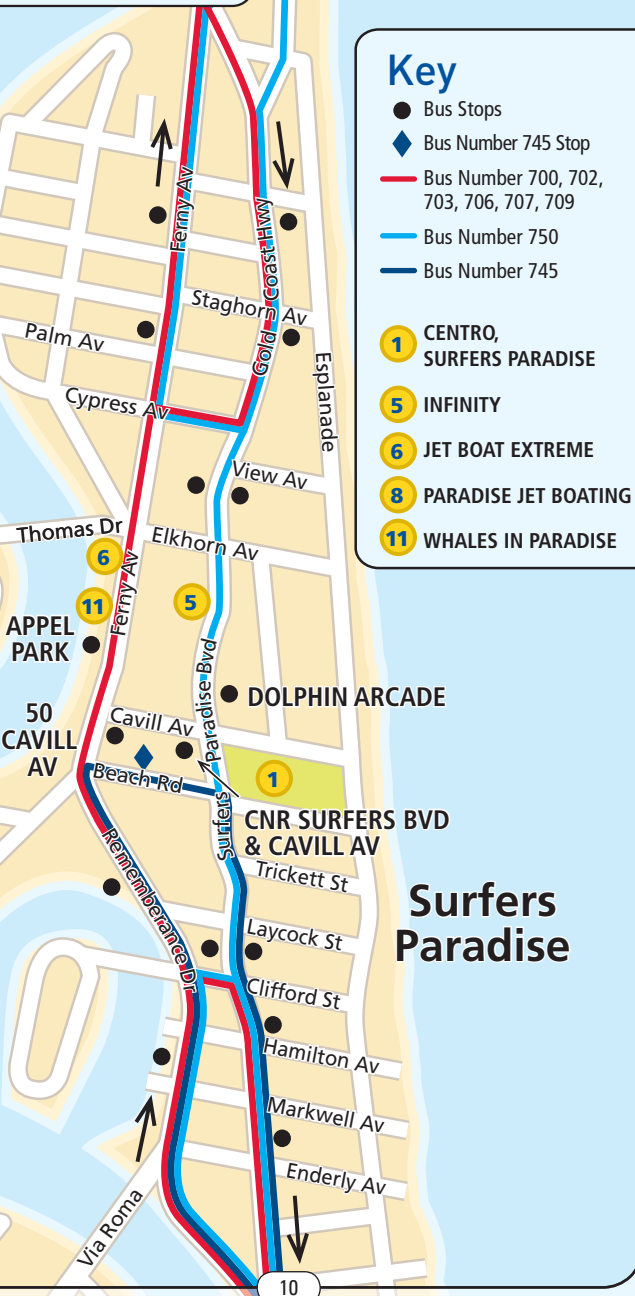 Key
Bus Stops
Bus Number 745 Stop
Bus Number 700, 702,
703, 706, 707, 709
Bus Number 750
Bus Number 745
1 CENTRO,
SURFERS PARADISE
5 INFINITY
6 JET BOAT EXTREME
8 PARADISE JET BOATING
11 WHALES IN PARADISE
Ferny Av
Gold Coast Hwy
Staghorn Av
Palm Av
Esplanade
Cypress Av
View Av
Thomas Dr
Elkhorn Av
6
Ferny Av
5
11
APPEL
PARK
Surfers Paradise Bvd
DOLPHIN ARCADE
50
CAVILL
AV
Cavill Av
Beach Rd
1
CNR SURFERS BVD
& CAVILL AV
Rememberance Dr
Trickett St
Surfers
Paradise
Laycock St
Clifford St
Hamilton Av
Markwell Av
Enderly Av
Via Roma
10